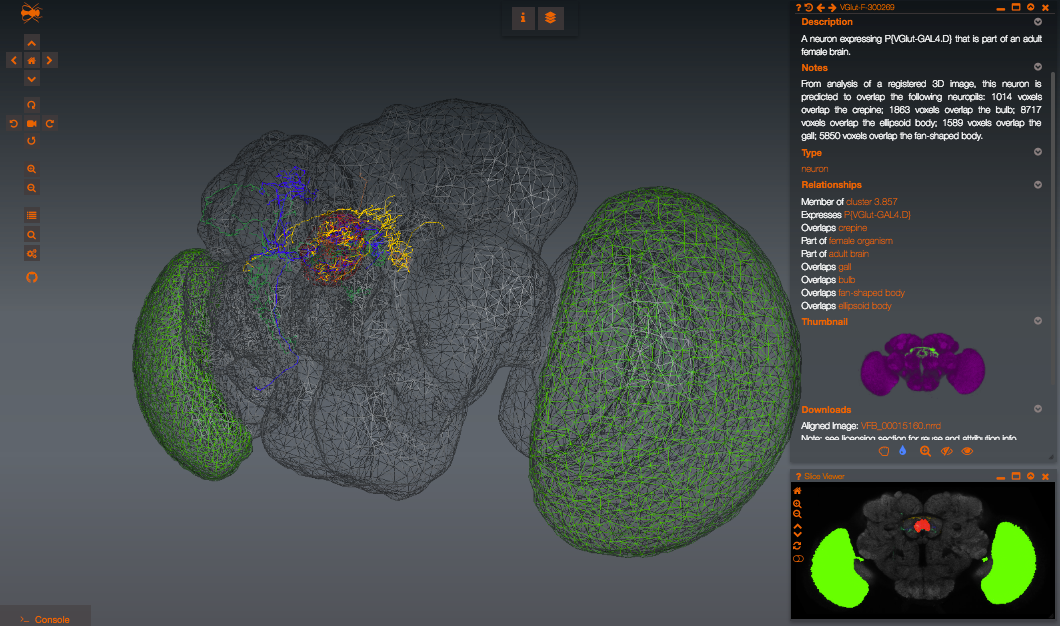 VGlut-F-300269
Description
A neuron expressing P{VGlut-GAL4.D} that is part of an adult
female brain.
Notes
From analysis of a registered 3D image, this neuron is
predicted to overlap the following neuropils: 1014 voxels
overlap the crepine; 1863 voxels overlap the bulb; 8717
voxels overlap the ellipsoid body; 1589 voxels overlap the
gall; 5850 voxels overlap the fan-shaped body.
Type
neuron
Relationships
Member of cluster 3.857
Expresses P{VGlut-GAL4.D}
Overlaps crepine
Part of female organism
Part of adult brain
Overlaps gall
Overlaps bulb
Overlaps fan-shaped body
Overlaps ellipsoid body
Thumbnail
Downloads
Aligned Image: VFB_00015160.nrrd
Note: see licensing section for reuse and attribution info.
Slice Viewer
>_ Console